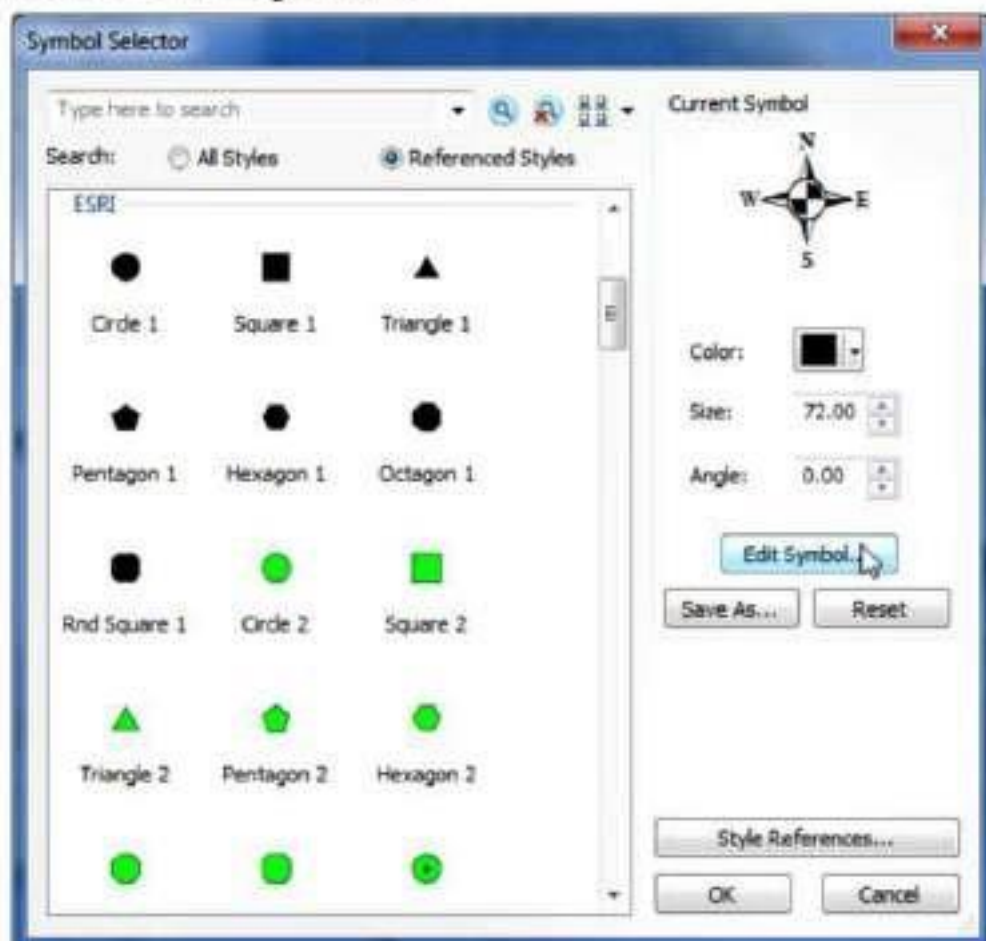 Symbol Selector
Type here to search
Search: All Styles Referenced Styles
ESRI
Circle 1 Square 1 Triangle 1
Pentagon 1 Hexagon 1 Octagon 1
Rnd Square 1 Circle 2 Square 2
Triangle 2 Pentagon 2 Hexagon 2
Current Symbol
N
W E
S
Color:
Size: 72.00
Angle: 0.00
Edit Symbol...
Save As... Reset
Style References...
OK Cancel